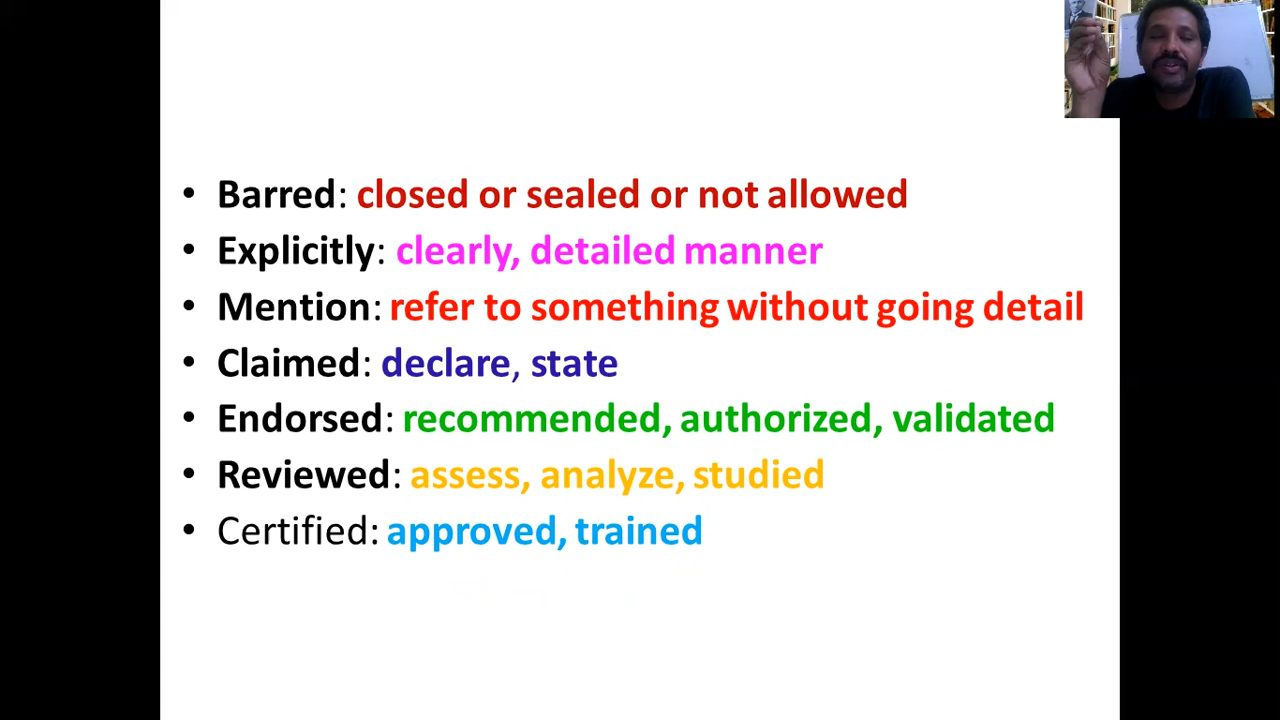 • Barred: closed or sealed or not allowed
• Explicitly: clearly, detailed manner
• Mention: refer to something without going detail
• Claimed: declare, state
• Endorsed: recommended, authorized, validated
• Reviewed: assess, analyze, studied
• Certified: approved, trained